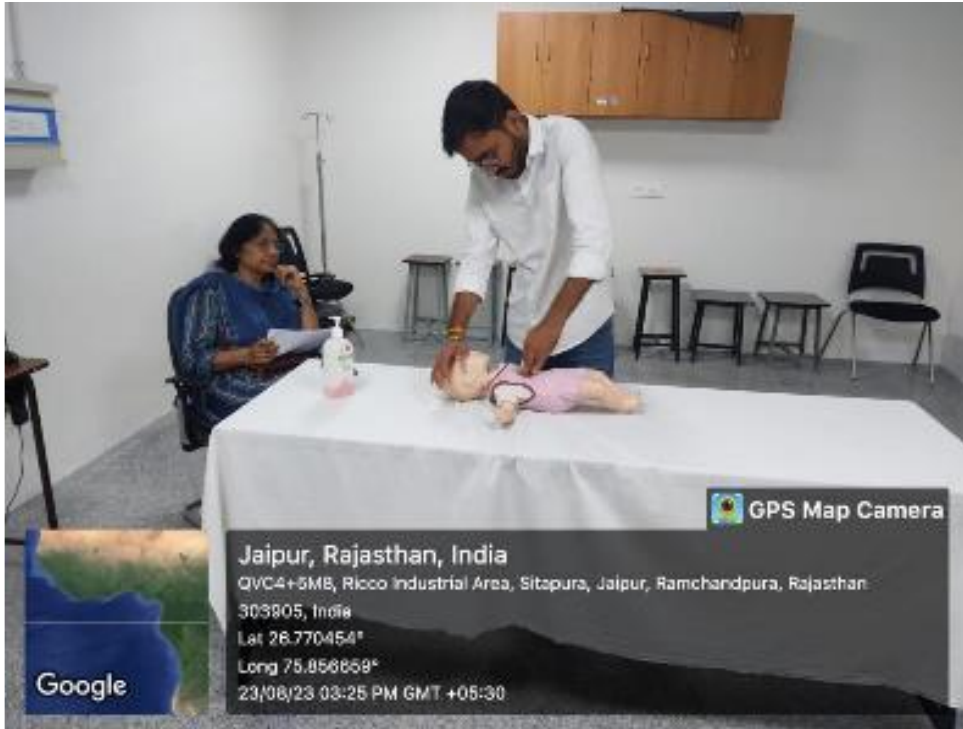 GPS Map Camera
Jaipur, Rajasthan, India
QVC4+5M8, Ricco Industrial Area, Sitapura, Jaipur, Ramchandpura, Rajasthan
303905, India
Lat 26.770454°
Long 75.856659°
23/08/23 03:25 PM GMT +05:30
Google